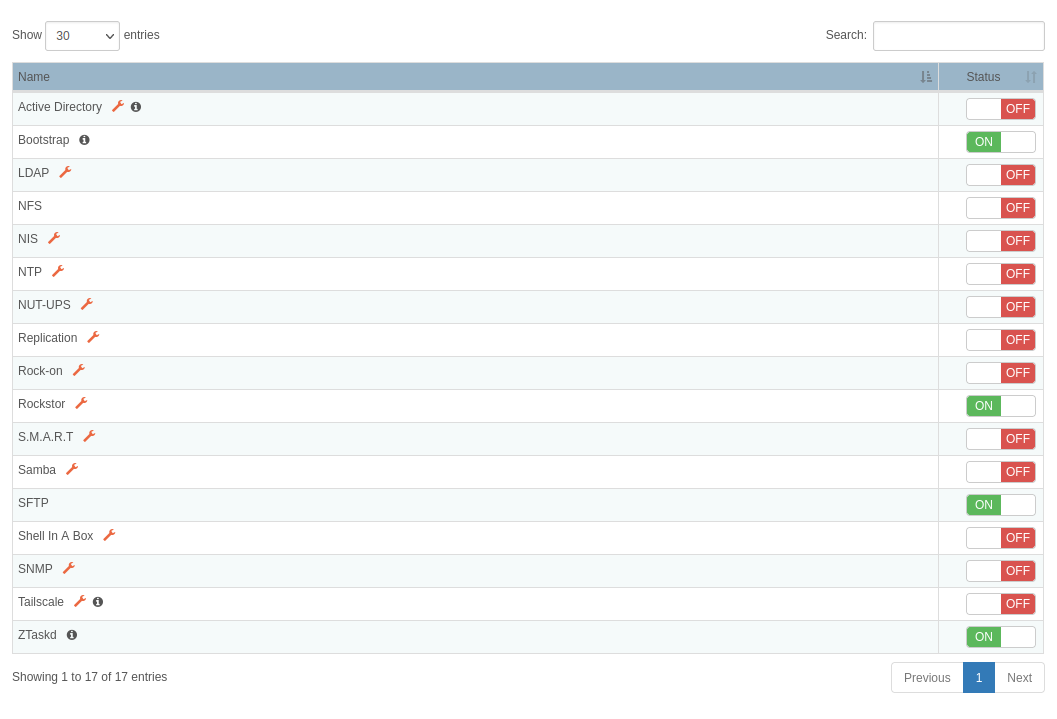 Show 30 entries Search:
Name Status
Active Directory OFF
Bootstrap ON
LDAP OFF
NFS OFF
NIS OFF
NTP OFF
NUT-UPS OFF
Replication OFF
Rock-on OFF
Rockstor ON
S.M.A.R.T OFF
Samba OFF
SFTP ON
Shell In A Box OFF
SNMP OFF
Tailscale OFF
ZTaskd ON
Showing 1 to 17 of 17 entries Previous 1 Next